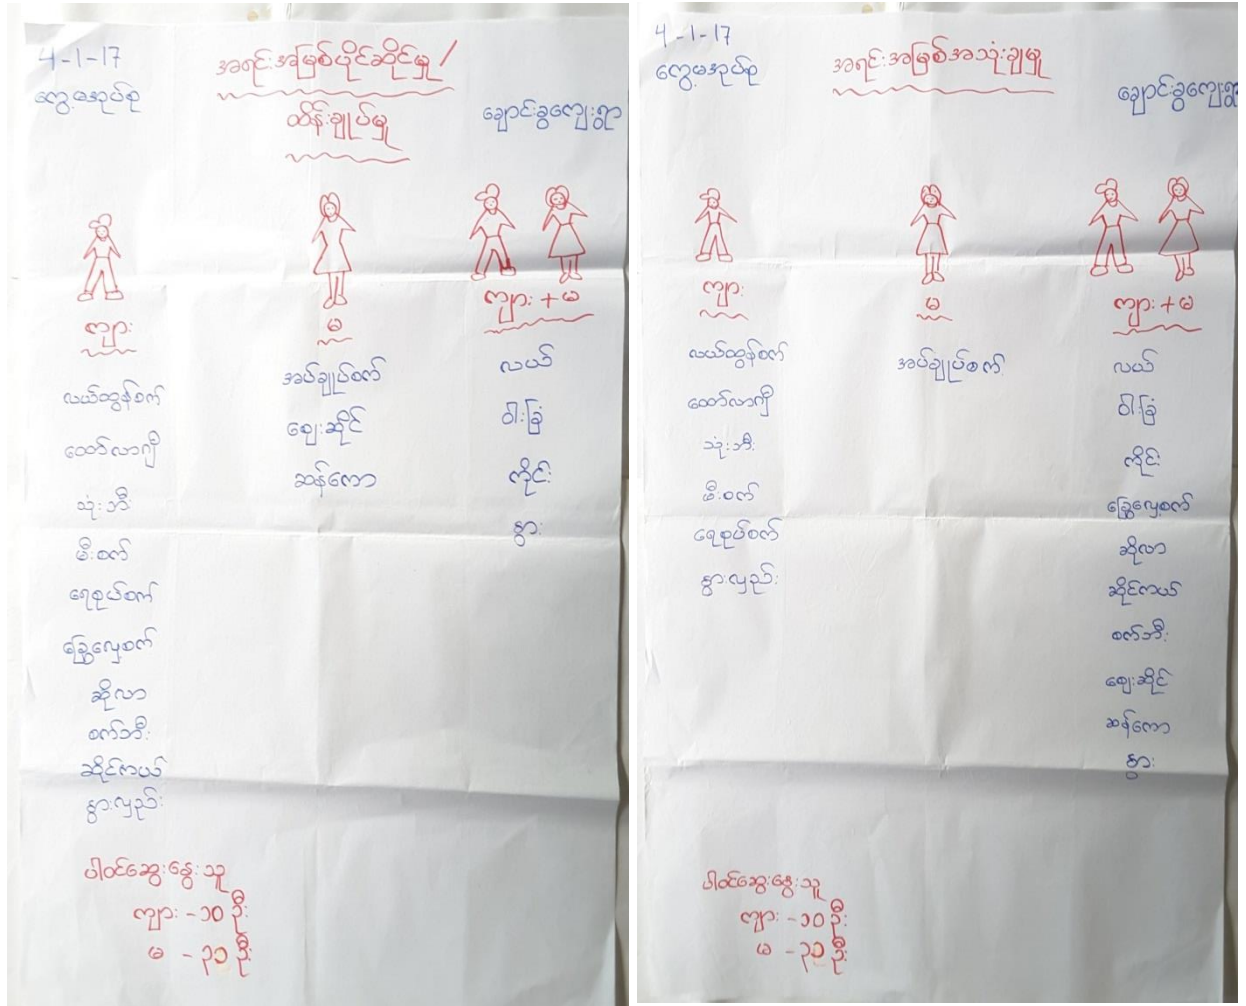 4-1-17
တွေ့မအုပ်စု
အရင်းအမြစ်ပိုင်ဆိုင်မှု /
ထိန်းချုပ်မှု
ချောင်းခွကျေးရွာ
ကျား
လယ်ထွန်စက်
ထော်လာဂျီ
သုံးဘီး
မီးစက်
ရေစုပ်စက်
ခြွေလှေ့စက်
ဆိုလာ
စက်ဘီး
ဆိုင်ကယ်
နွားလှည်း
မ
အပ်ချုပ်စက်
ဈေးဆိုင်
ဆန်ကော
ကျား + မ
လယ်
ဝါးခြံ
ကိုင်း
နွား
ပါဝင်ဆွေးနွေးသူ
ကျား - ၁၀ ဦး
မ - ၃၁ ဦး
4-1-17
တွေ့မအုပ်စု
အရင်းအမြစ်အသုံးချမှု
ချောင်းခွကျေးရွာ
ကျား
လယ်ထွန်စက်
ထော်လာဂျီ
သုံးဘီး
မီးစက်
ရေစုပ်စက်
နွားလှည်း
မ
အပ်ချုပ်စက်
ကျား + မ
လယ်
ဝါးခြံ
ကိုင်း
ခြွေလှေ့စက်
ဆိုလာ
ဆိုင်ကယ်
စက်ဘီး
ဈေးဆိုင်
ဆန်ကော
နွား
ပါဝင်ဆွေးနွေးသူ
ကျား - ၁၀ ဦး
မ - ၃၁ ဦး